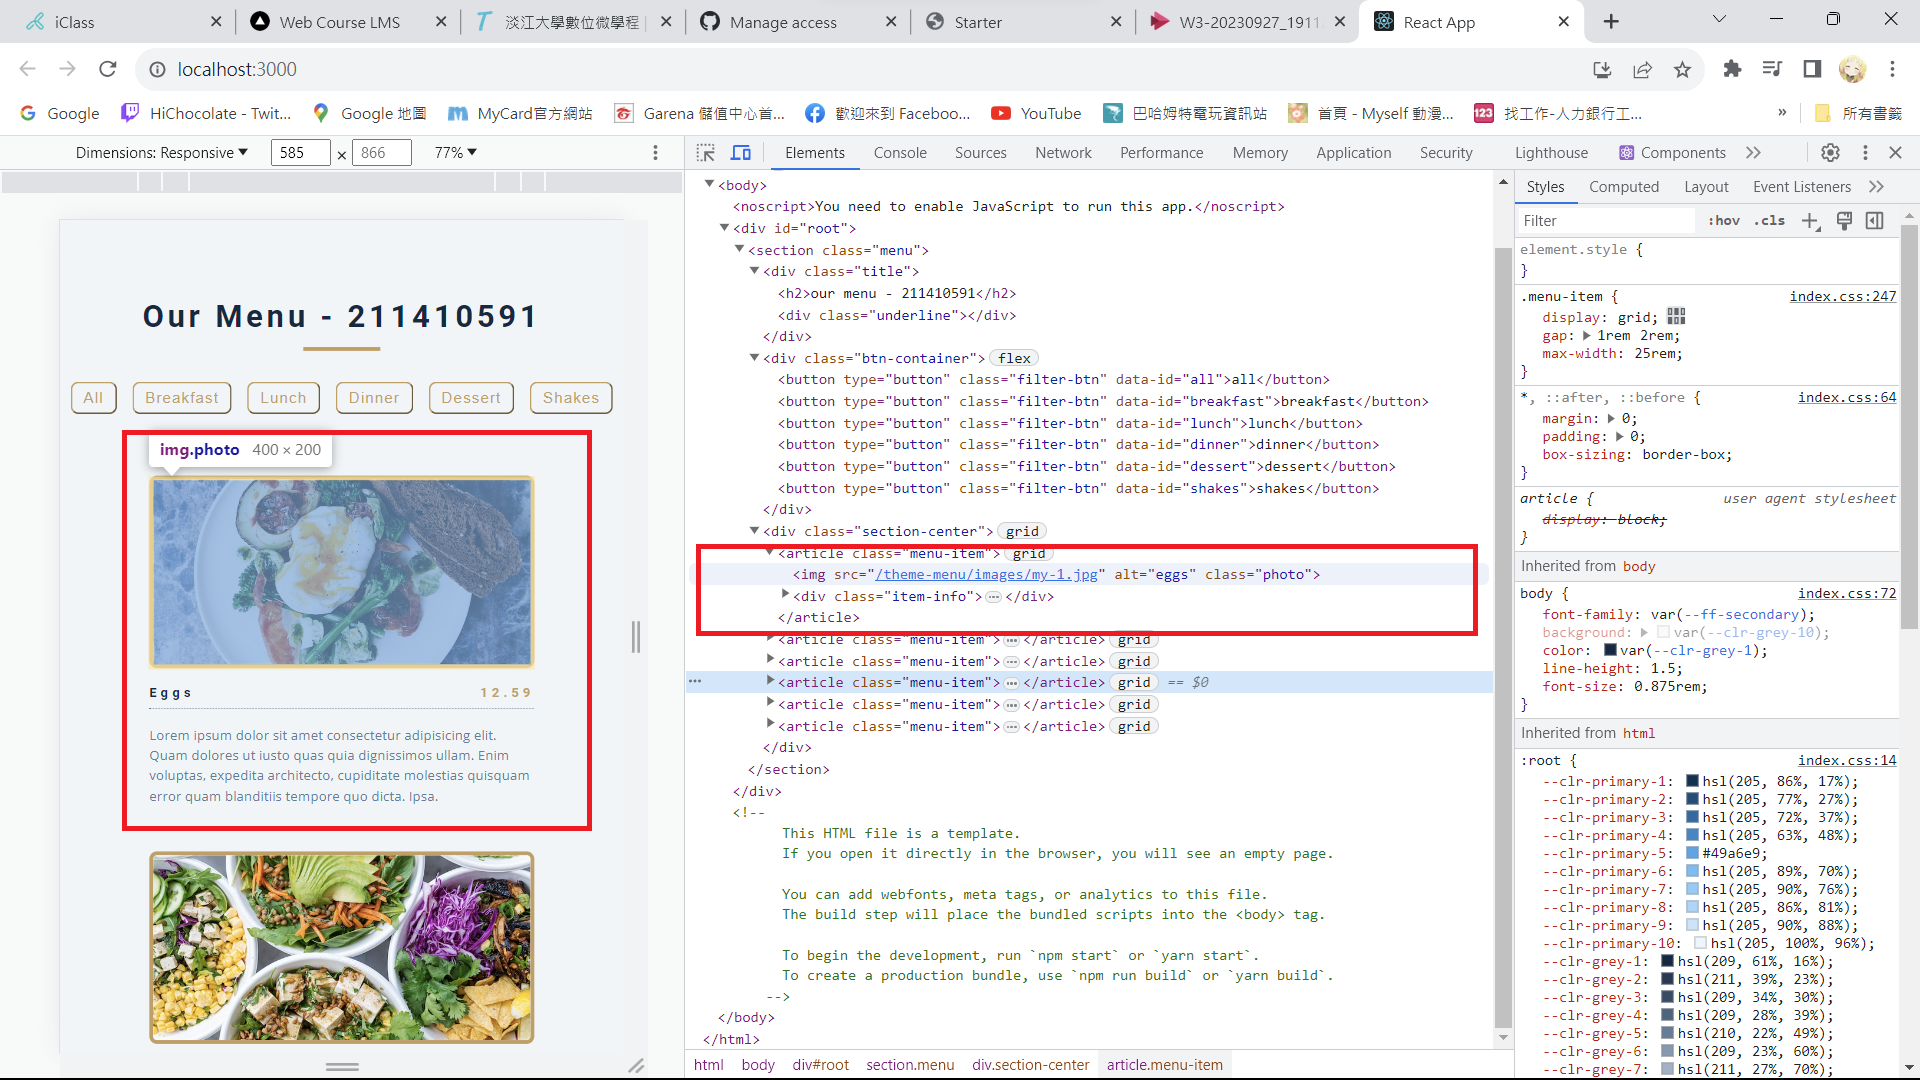 iClass
Web Course LMS
淡江大學數位微學程 |
Manage access
Starter
W3-20230927_1911
React App
localhost:3000
Google
HiChocolate - Twit...
Google 地圖
MyCard官方網站
Garena 儲值中心首...
歡迎來到 Faceboo...
YouTube
巴哈姆特電玩資訊站
首頁 - Myself 動漫...
123
找工作-人力銀行工...
»
所有書籤
Dimensions: Responsive
585
×
866
77%
Elements
Console
Sources
Network
Performance
Memory
Application
Security
Lighthouse
Components
Our Menu - 211410591
All
Breakfast
Lunch
Dinner
Dessert
Shakes
img.photo 400 × 200
Eggs
12.59
Lorem ipsum dolor sit amet consectetur adipisicing elit.
Quam dolores ut iusto quas quia dignissimos ullam. Enim
voluptas, expedita architecto, cupiditate molestias quisquam
error quam blanditiis tempore quo dicta. Ipsa.
<body>
<noscript>You need to enable JavaScript to run this app.</noscript>
<div id="root">
<section class="menu">
<div class="title">
<h2>our menu - 211410591</h2>
<div class="underline"></div>
</div>
<div class="btn-container"> flex
<button type="button" class="filter-btn" data-id="all">all</button>
<button type="button" class="filter-btn" data-id="breakfast">breakfast</button>
<button type="button" class="filter-btn" data-id="lunch">lunch</button>
<button type="button" class="filter-btn" data-id="dinner">dinner</button>
<button type="button" class="filter-btn" data-id="dessert">dessert</button>
<button type="button" class="filter-btn" data-id="shakes">shakes</button>
</div>
<div class="section-center"> grid
<article class="menu-item"> grid
<img src="/theme-menu/images/my-1.jpg" alt="eggs" class="photo">
<div class="item-info">…</div>
</article>
<article class="menu-item">…</article> grid
<article class="menu-item">…</article> grid
<article class="menu-item">…</article> grid == $0
<article class="menu-item">…</article> grid
<article class="menu-item">…</article> grid
</div>
</section>
</div>
<!--
This HTML file is a template.
If you open it directly in the browser, you will see an empty page.
You can add webfonts, meta tags, or analytics to this file.
The build step will place the bundled scripts into the <body> tag.
To begin the development, run `npm start` or `yarn start`.
To create a production bundle, use `npm run build` or `yarn build`.
-->
</body>
</html>
html
body
div#root
section.menu
div.section-center
article.menu-item
Styles
Computed
Layout
Event Listeners
Filter
:hov
.cls
element.style {
}
.menu-item {
index.css:247
display: grid;
gap: 1rem 2rem;
max-width: 25rem;
}
*, ::after, ::before {
index.css:64
margin: 0;
padding: 0;
box-sizing: border-box;
}
article {
user agent stylesheet
display: block;
}
Inherited from body
body {
index.css:72
font-family: var(--ff-secondary);
background: var(--clr-grey-10);
color: var(--clr-grey-1);
line-height: 1.5;
font-size: 0.875rem;
}
Inherited from html
:root {
index.css:14
--clr-primary-1: hsl(205, 86%, 17%);
--clr-primary-2: hsl(205, 77%, 27%);
--clr-primary-3: hsl(205, 72%, 37%);
--clr-primary-4: hsl(205, 63%, 48%);
--clr-primary-5: #49a6e9;
--clr-primary-6: hsl(205, 89%, 70%);
--clr-primary-7: hsl(205, 90%, 76%);
--clr-primary-8: hsl(205, 86%, 81%);
--clr-primary-9: hsl(205, 90%, 88%);
--clr-primary-10: hsl(205, 100%, 96%);
--clr-grey-1: hsl(209, 61%, 16%);
--clr-grey-2: hsl(211, 39%, 23%);
--clr-grey-3: hsl(209, 34%, 30%);
--clr-grey-4: hsl(209, 28%, 39%);
--clr-grey-5: hsl(210, 22%, 49%);
--clr-grey-6: hsl(209, 23%, 60%);
--clr-grey-7: hsl(211, 27%, 70%);